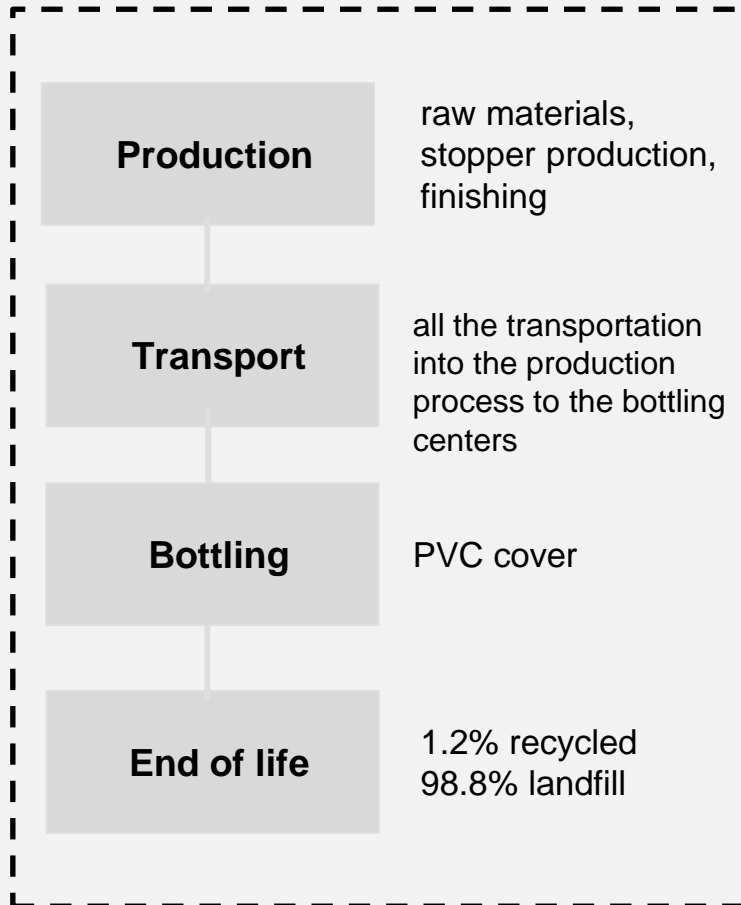 Production
raw materials,
stopper production,
finishing
Transport
all the transportation
into the production
process to the bottling
centers
Bottling
PVC cover
End of life
1.2% recycled
98.8% landfill